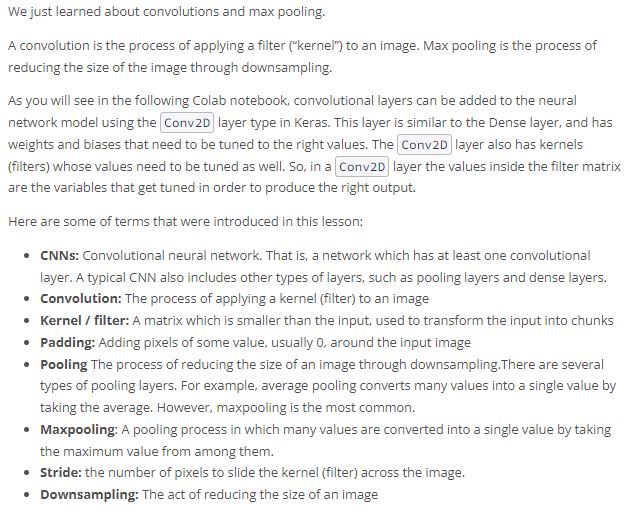 We just learned about convolutions and max pooling.
A convolution is the process of applying a filter (“kernel”) to an image. Max pooling is the process of
reducing the size of the image through downsampling.
As you will see in the following Colab notebook, convolutional layers can be added to the neural
network model using the Conv2D layer type in Keras. This layer is similar to the Dense layer, and has
weights and biases that need to be tuned to the right values. The Conv2D layer also has kernels
(filters) whose values need to be tuned as well. So, in a Conv2D layer the values inside the filter matrix
are the variables that get tuned in order to produce the right output.
Here are some of terms that were introduced in this lesson:
• CNNs: Convolutional neural network. That is, a network which has at least one convolutional
layer. A typical CNN also includes other types of layers, such as pooling layers and dense layers.
• Convolution: The process of applying a kernel (filter) to an image
• Kernel / filter: A matrix which is smaller than the input, used to transform the input into chunks
• Padding: Adding pixels of some value, usually 0, around the input image
• Pooling The process of reducing the size of an image through downsampling.There are several
types of pooling layers. For example, average pooling converts many values into a single value by
taking the average. However, maxpooling is the most common.
• Maxpooling: A pooling process in which many values are converted into a single value by taking
the maximum value from among them.
• Stride: the number of pixels to slide the kernel (filter) across the image.
• Downsampling: The act of reducing the size of an image